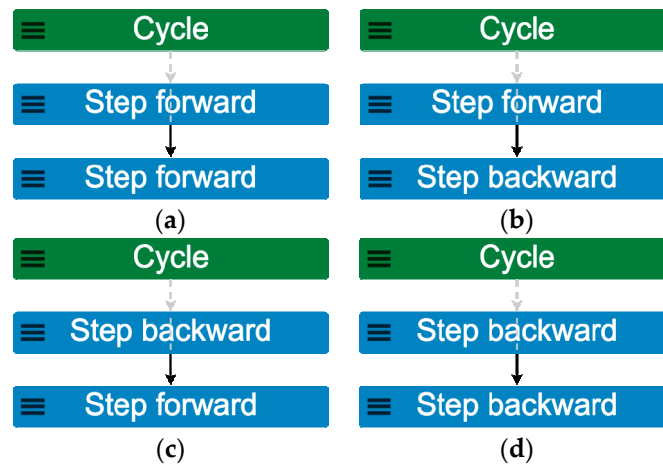 Cycle
Step forward
Step forward
(a)
Cycle
Step forward
Step backward
(b)
Cycle
Step backward
Step forward
(c)
Cycle
Step backward
Step backward
(d)